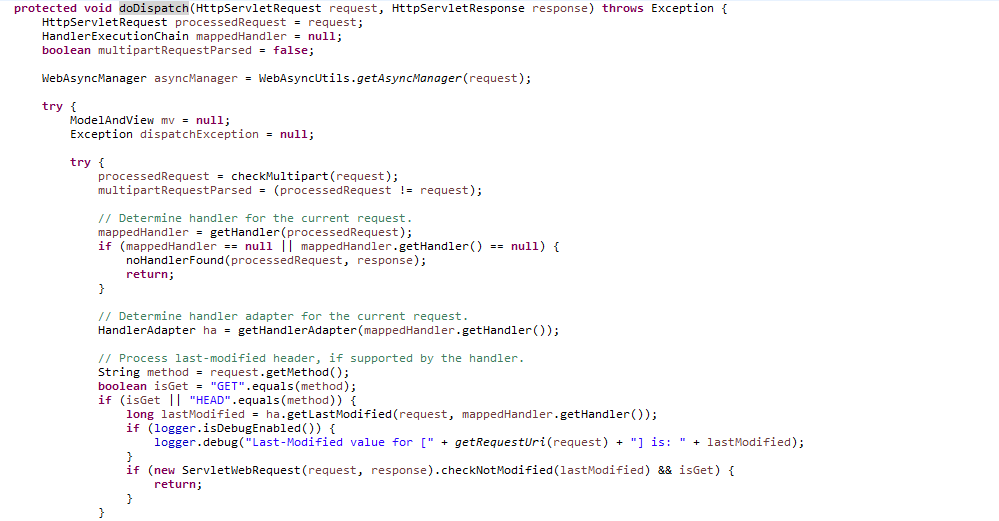 protected void doDispatch(HttpServletRequest request, HttpServletResponse response) throws Exception {
    HttpServletRequest processedRequest = request;
    HandlerExecutionChain mappedHandler = null;
    boolean multipartRequestParsed = false;

    WebAsyncManager asyncManager = WebAsyncUtils.getAsyncManager(request);

    try {
        ModelAndView mv = null;
        Exception dispatchException = null;

        try {
            processedRequest = checkMultipart(request);
            multipartRequestParsed = (processedRequest != request);

            // Determine handler for the current request.
            mappedHandler = getHandler(processedRequest);
            if (mappedHandler == null || mappedHandler.getHandler() == null) {
                noHandlerFound(processedRequest, response);
                return;
            }

            // Determine handler adapter for the current request.
            HandlerAdapter ha = getHandlerAdapter(mappedHandler.getHandler());

            // Process last-modified header, if supported by the handler.
            String method = request.getMethod();
            boolean isGet = "GET".equals(method);
            if (isGet || "HEAD".equals(method)) {
                long lastModified = ha.getLastModified(request, mappedHandler.getHandler());
                if (logger.isDebugEnabled()) {
                    logger.debug("Last-Modified value for [" + getRequestUri(request) + "] is: " + lastModified);
                }
                if (new ServletWebRequest(request, response).checkNotModified(lastModified) && isGet) {
                    return;
                }
            }